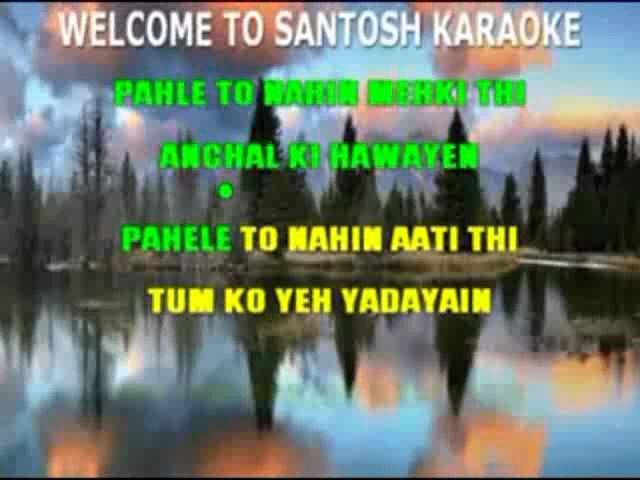 WELCOME TO SANTOSH KARAOKE
PAHLE TO NAHIN MEHKI THI
ANCHAL KI HAWAYEN
PAHELE TO NAHIN AATI THI
TUM KO YEH YADAYAIN